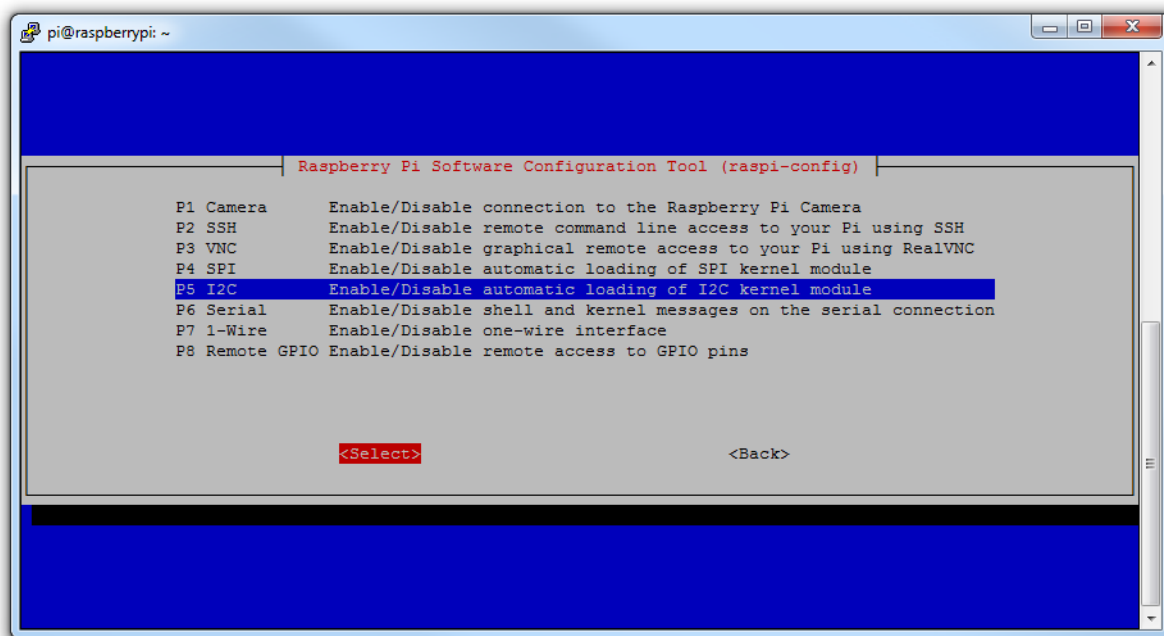 pi@raspberrypi: ~
Raspberry Pi Software Configuration Tool (raspi-config)
P1 Camera Enable/Disable connection to the Raspberry Pi Camera
P2 SSH Enable/Disable remote command line access to your Pi using SSH
P3 VNC Enable/Disable graphical remote access to your Pi using RealVNC
P4 SPI Enable/Disable automatic loading of SPI kernel module
P5 I2C Enable/Disable automatic loading of I2C kernel module
P6 Serial Enable/Disable shell and kernel messages on the serial connection
P7 1-Wire Enable/Disable one-wire interface
P8 Remote GPIO Enable/Disable remote access to GPIO pins
<Select> <Back>